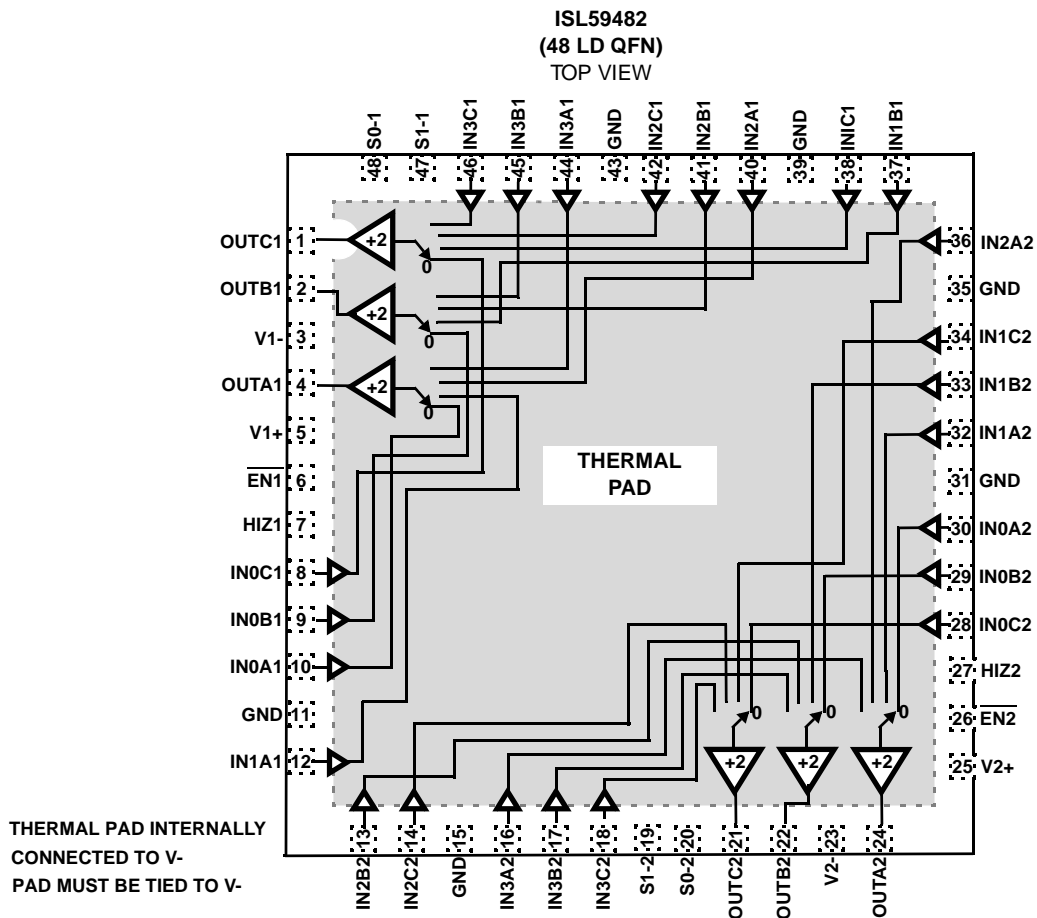 ISL59482
(48 LD QFN)
TOP VIEW
48 S0-1
47 S1-1
46 IN3C1
45 IN3B1
44 IN3A1
43 GND
42 IN2C1
41 IN2B1
40 IN2A1
39 GND
38 INIC1
37 IN1B1
OUTC1 1
OUTB1 2
V1- 3
OUTA1 4
V1+ 5
EN1 6
HIZ1 7
IN0C1 8
IN0B1 9
IN0A1 10
GND 11
IN1A1 12
+2
0
+2
0
+2
0
THERMAL
PAD
36 IN2A2
35 GND
34 IN1C2
33 IN1B2
32 IN1A2
31 GND
30 IN0A2
29 IN0B2
28 IN0C2
27 HIZ2
26 EN2
25 V2+
0
0
0
+2
+2
+2
IN2B2 13
IN2C2 14
GND 15
IN3A2 16
IN3B2 17
IN3C2 18
S1-2 19
S0-2 20
OUTC2 21
OUTB2 22
V2- 23
OUTA2 24
THERMAL PAD INTERNALLY
CONNECTED TO V-
PAD MUST BE TIED TO V-